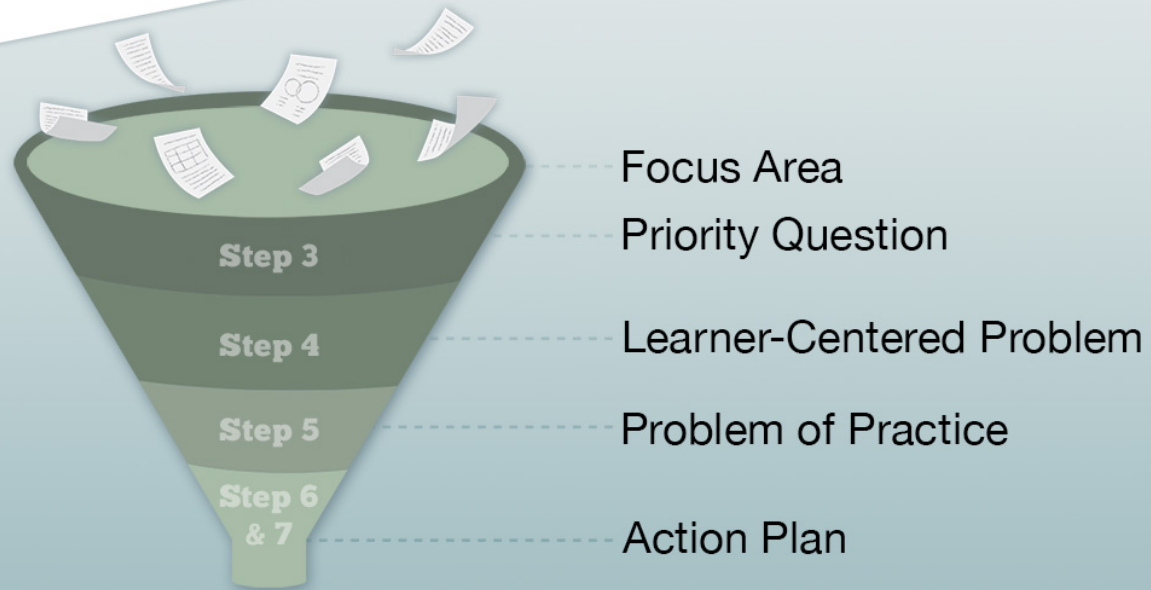 Focus Area
Step 3
Priority Question
Step 4
Learner-Centered Problem
Step 5
Problem of Practice
Step 6
& 7
Action Plan